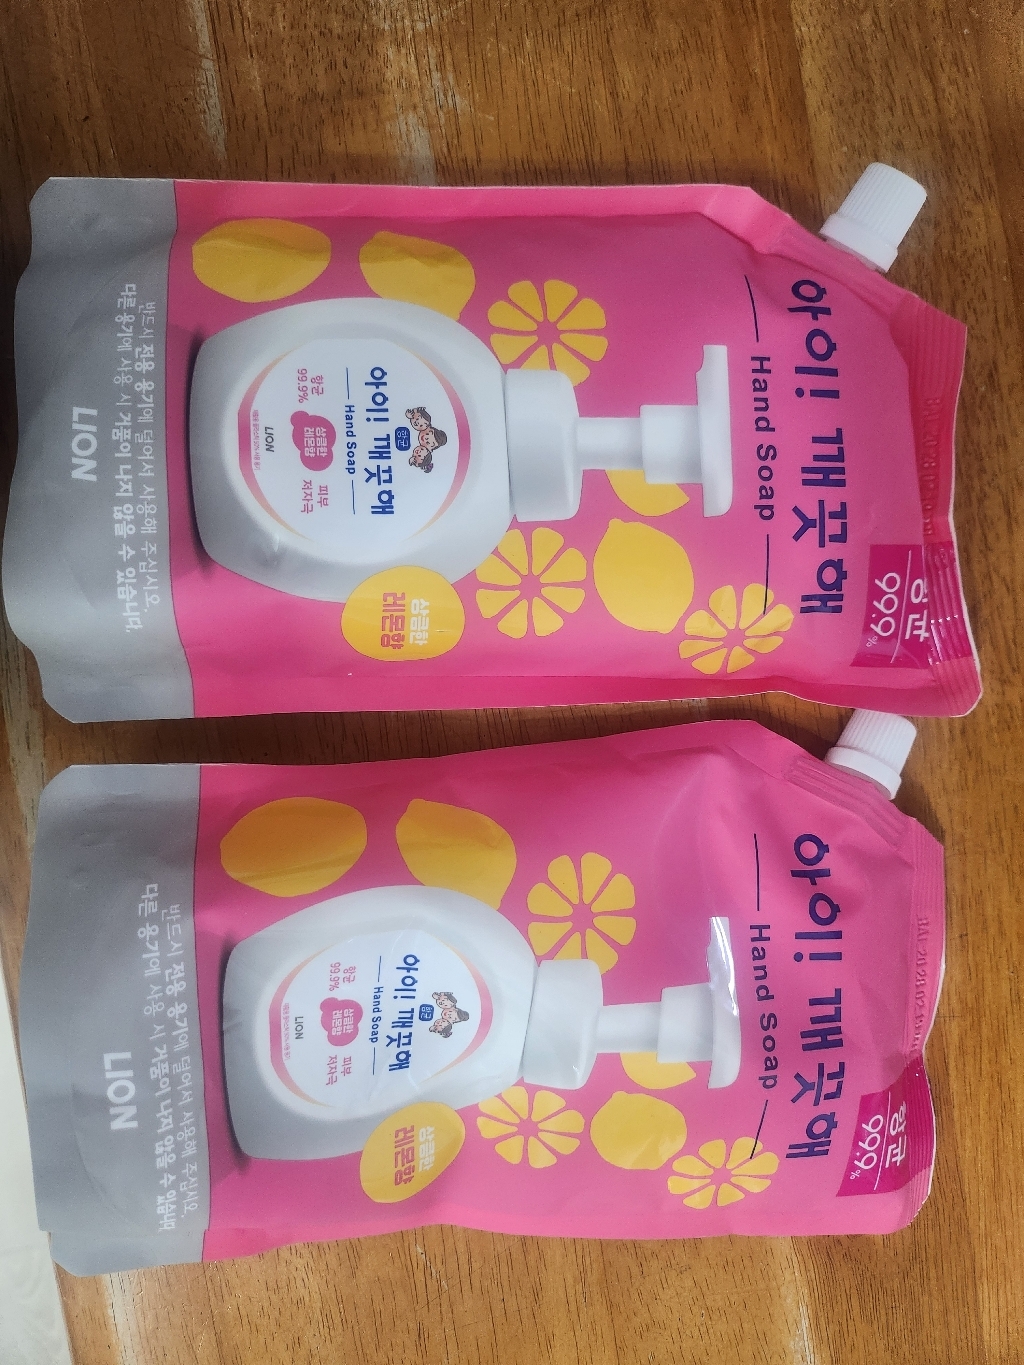 항균
99.9%
아이! 깨끗해
Hand Soap
아이! 깨끗해
항균
Hand Soap
항균
99.9%
상큼한
레몬향
피부
저자극
LION
상큼한
레몬향
반드시 전용 용기에 덜어서 사용해 주십시오.
다른 용기에 사용 시 거품이 나지 않을 수 있습니다.
LION
항균
99.9%
아이! 깨끗해
Hand Soap
아이! 깨끗해
항균
Hand Soap
항균
99.9%
상큼한
레몬향
피부
저자극
LION
상큼한
레몬향
반드시 전용 용기에 덜어서 사용해 주십시오.
다른 용기에 사용 시 거품이 나지 않을 수 있습니다
LION